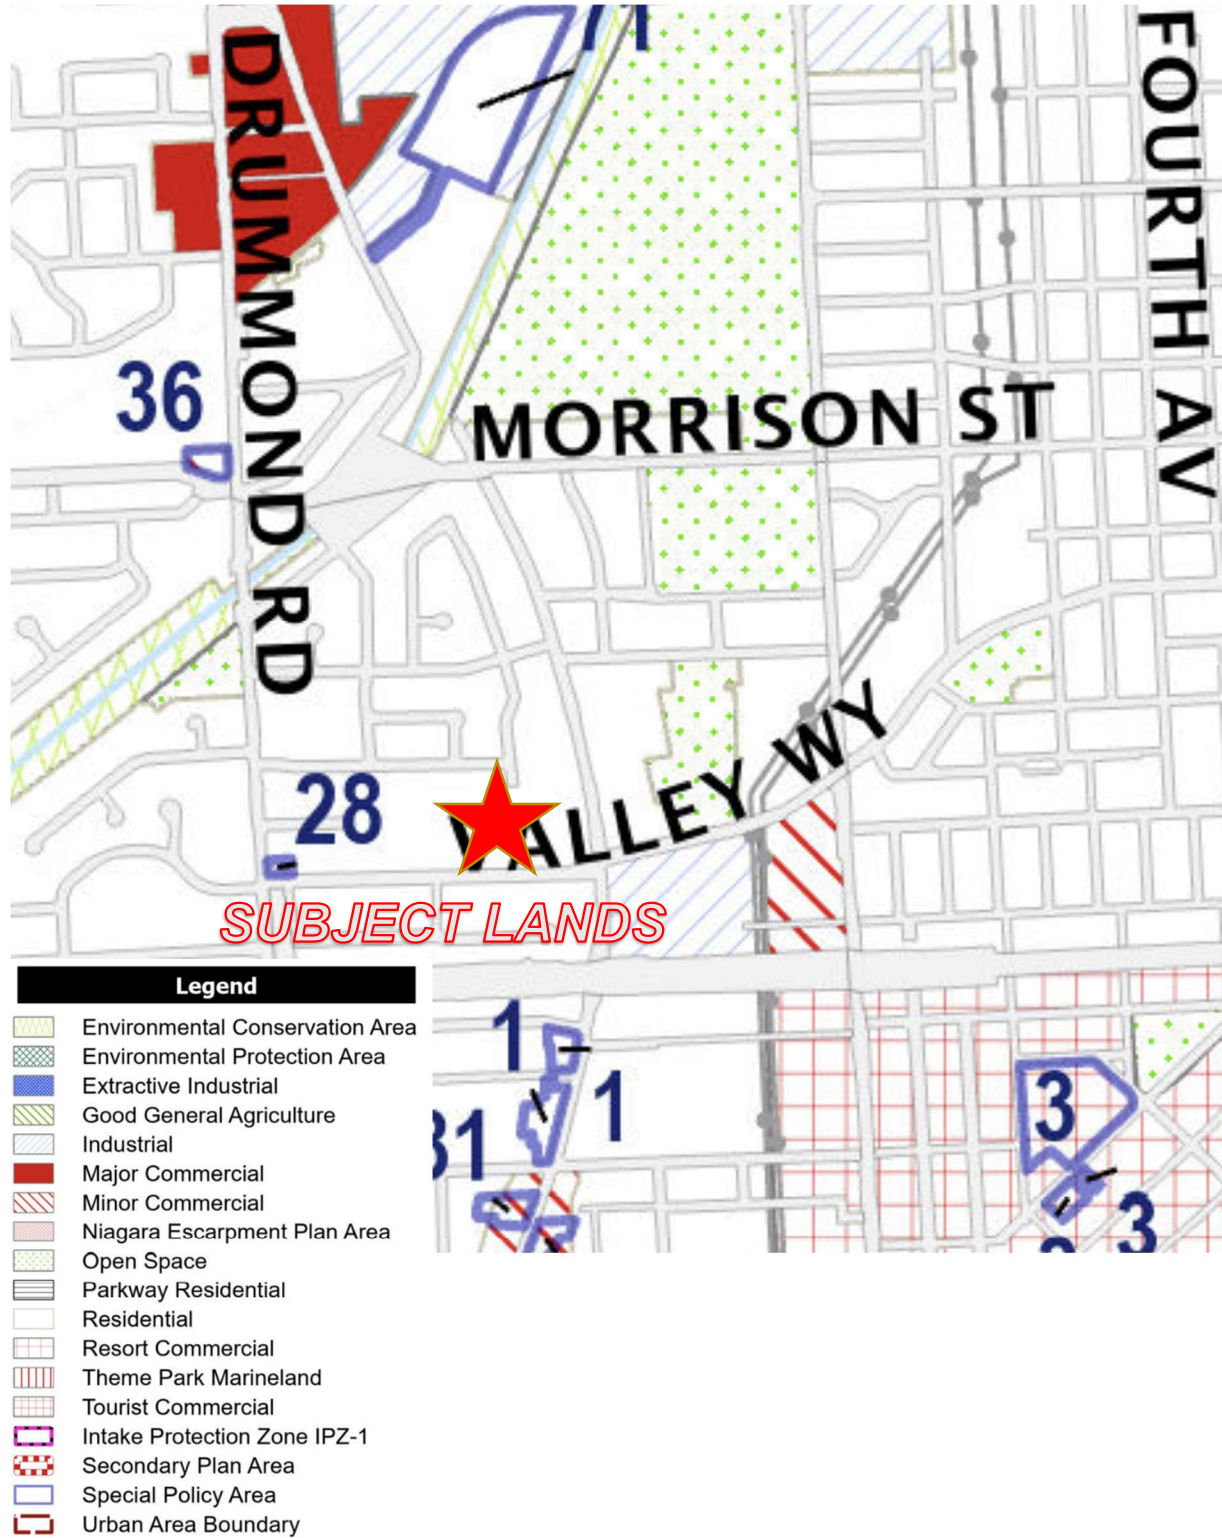 DRUMMOND RD
FOURTH AV
36
MORRISON ST
28
VALLEY WY
SUBJECT LANDS
1
1
31
3
3
Legend
Environmental Conservation Area
Environmental Protection Area
Extractive Industrial
Good General Agriculture
Industrial
Major Commercial
Minor Commercial
Niagara Escarpment Plan Area
Open Space
Parkway Residential
Residential
Resort Commercial
Theme Park Marineland
Tourist Commercial
Intake Protection Zone IPZ-1
Secondary Plan Area
Special Policy Area
Urban Area Boundary